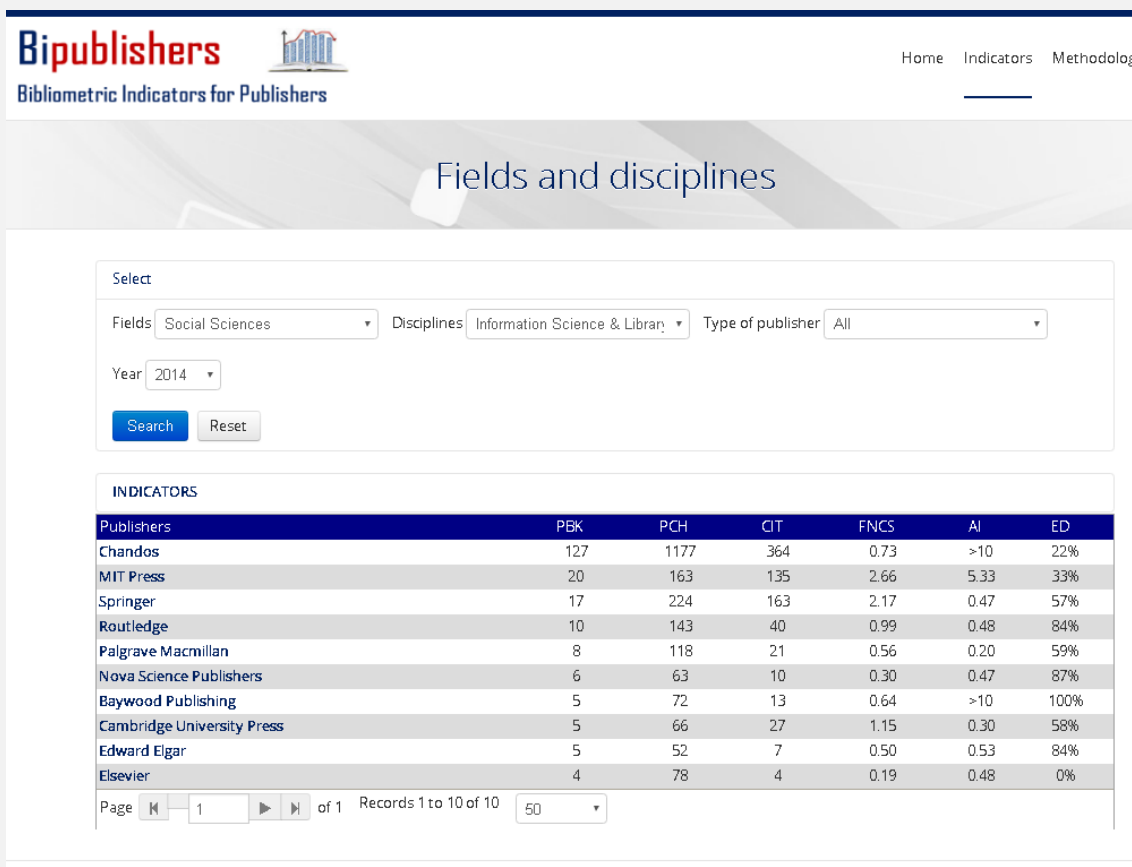 Bipublishers
Bibliometric Indicators for Publishers
Home Indicators Methodolog
Fields and disciplines
Select
Fields Social Sciences Disciplines Information Science & Library Type of publisher All
Year 2014
Search Reset
INDICATORS
Publishers PBK PCH CIT FNCS AI ED
Chandos 127 1177 364 0.73 >10 22%
MIT Press 20 163 135 2.66 5.33 33%
Springer 17 224 163 2.17 0.47 57%
Routledge 10 143 40 0.99 0.48 84%
Palgrave Macmillan 8 118 21 0.56 0.20 59%
Nova Science Publishers 6 63 10 0.30 0.47 87%
Baywood Publishing 5 72 13 0.64 >10 100%
Cambridge University Press 5 66 27 1.15 0.30 58%
Edward Elgar 5 52 7 0.50 0.53 84%
Elsevier 4 78 4 0.19 0.48 0%
Page 1 of 1 Records 1 to 10 of 10 50